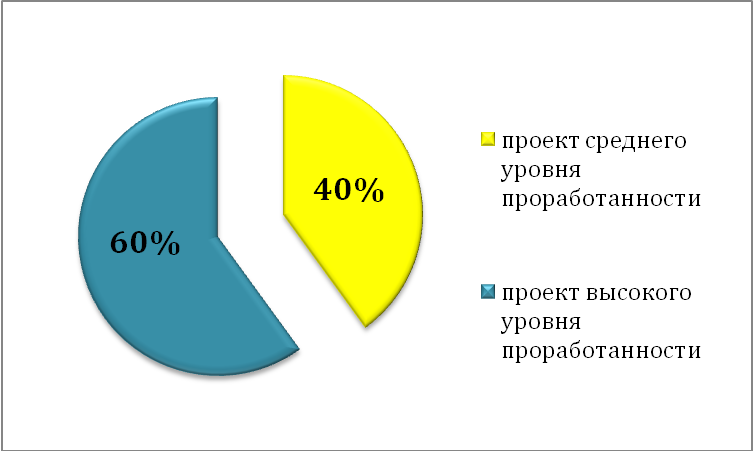 40%
60%
проект среднего
уровня
проработанности
проект высокого
уровня
проработанности